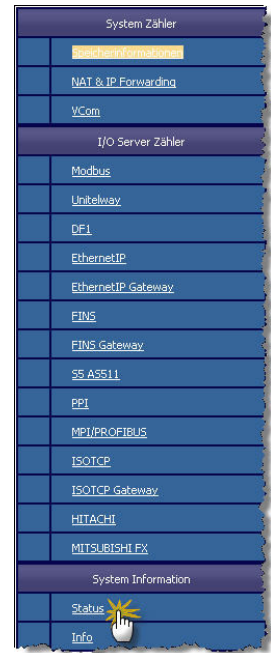 System Zähler
Speicherinformationen
NAT & IP Forwarding
VCom
I/O Server Zähler
Modbus
Unitelway
DF1
EthernetIP
EthernetIP Gateway
FINS
FINS Gateway
S5 AS511
PPI
MPI/PROFIBUS
ISOTCP
ISOTCP Gateway
HITACHI
MITSUBISHI FX
System Information
Status
Info